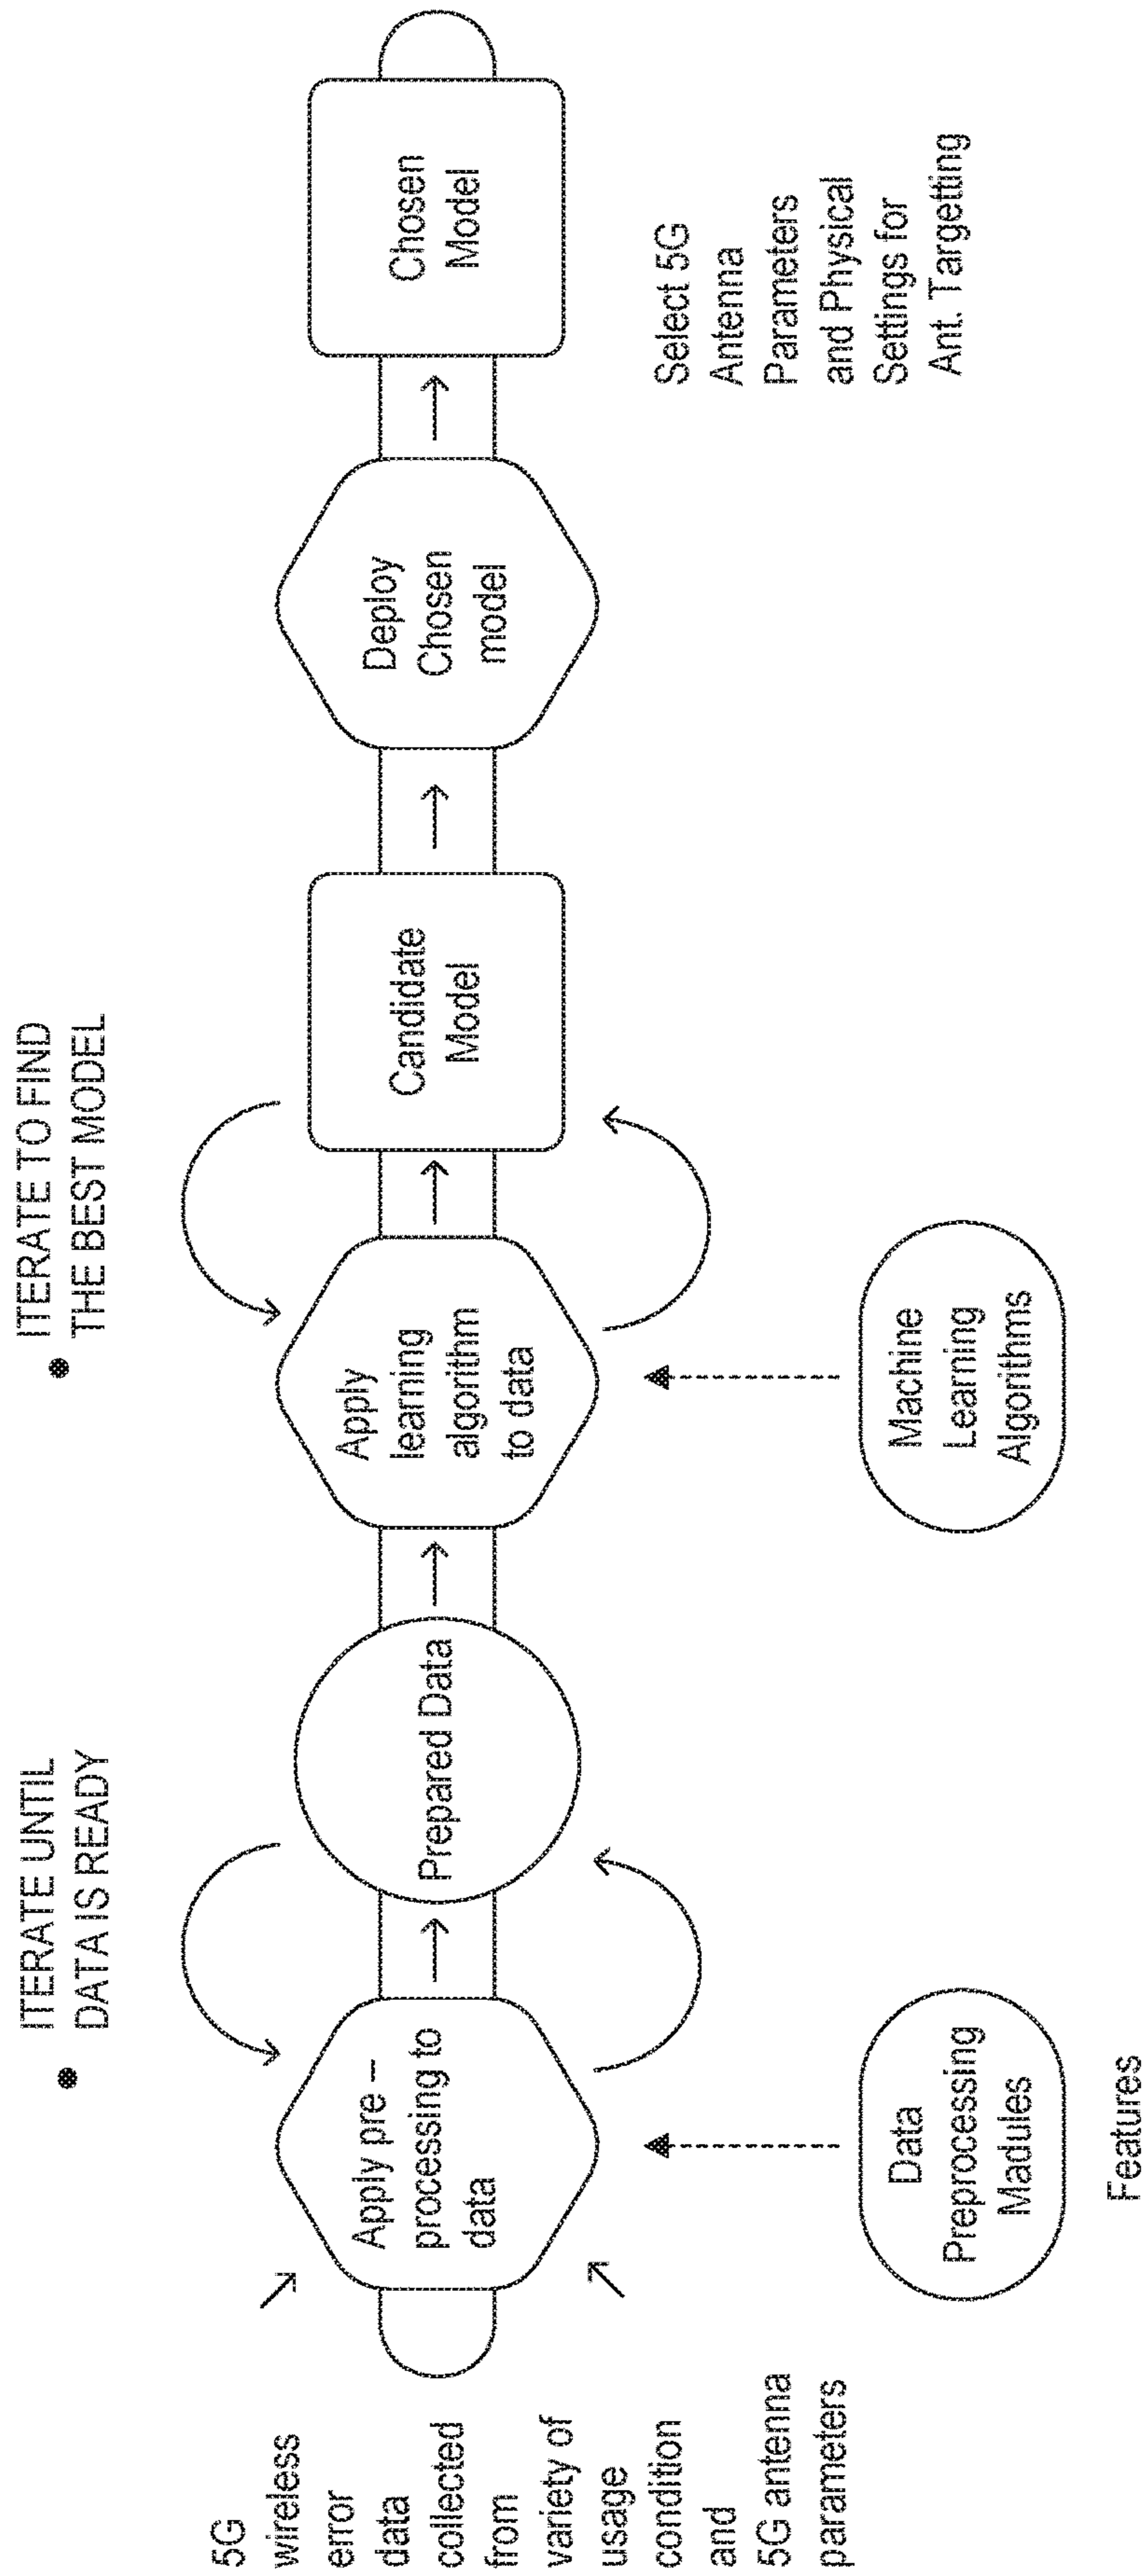 ITERATE UNTIL
DATA IS READY
ITERATE TO FIND
THE BEST MODEL
5G
wireless
error
data
collected
from
variety of
usage
condition
and
5G antenna
parameters
Apply pre –
processing to
data
Prepared Data
Apply
learning
algorithm
to data
Candidate
Model
Deploy
Chosen
model
Chosen
Model
Data
Preprocessing
Madules
Features
Machine
Learning
Algorithms
Select 5G
Antenna
Parameters
and Physical
Settings for
Ant. Targetting